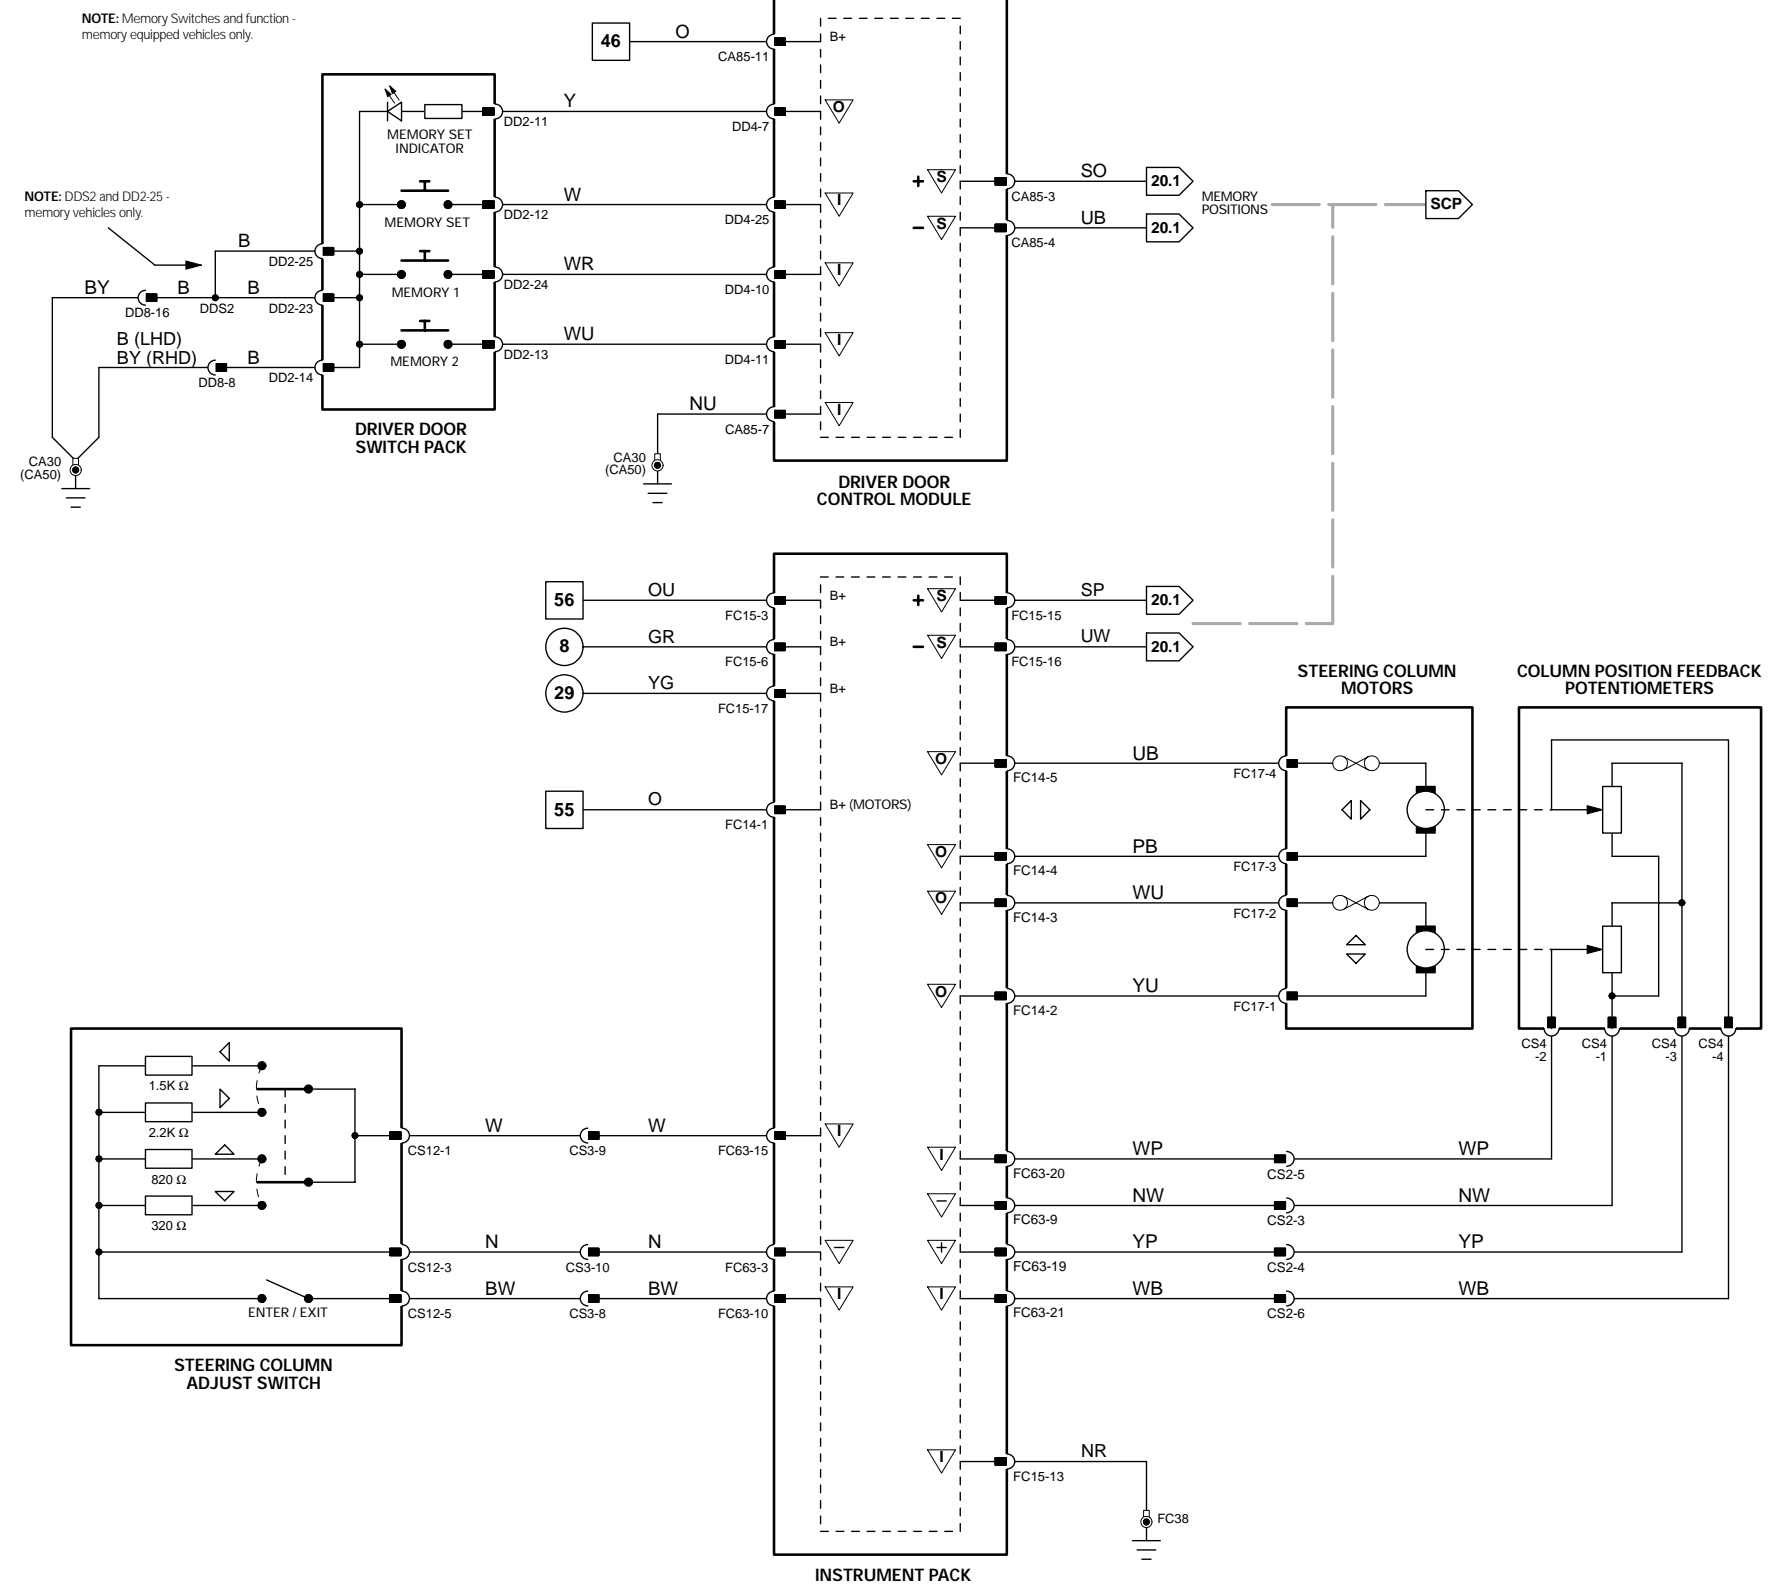 NOTE: Memory Switches and function -
memory equipped vehicles only.
46
O
CA85-11
B+
Y
DD2-11
DD4-7
O
MEMORY SET
INDICATOR
+ S
CA85-3
SO
20.1
MEMORY
POSITIONS
SCP
NOTE: DDS2 and DD2-25 -
memory vehicles only.
MEMORY SET
DD2-12
W
DD4-25
I
– S
CA85-4
UB
20.1
B
DD2-25
MEMORY 1
DD2-24
WR
DD4-10
I
BY
DD8-16
B
DDS2
B
DD2-23
B (LHD)
BY (RHD)
DD8-8
B
DD2-14
MEMORY 2
DD2-13
WU
DD4-11
I
NU
CA85-7
I
DRIVER DOOR
SWITCH PACK
CA30
(CA50)
CA30
(CA50)
DRIVER DOOR
CONTROL MODULE
56
OU
FC15-3
B+
+ S
FC15-15
SP
20.1
8
GR
FC15-6
B+
– S
FC15-16
UW
20.1
29
YG
FC15-17
B+
STEERING COLUMN
MOTORS
COLUMN POSITION FEEDBACK
POTENTIOMETERS
O
FC14-5
UB
FC17-4
55
O
FC14-1
B+ (MOTORS)
O
FC14-4
PB
FC17-3
O
FC14-3
WU
FC17-2
O
FC14-2
YU
FC17-1
CS4
-2
CS4
-1
CS4
-3
CS4
-4
1.5K Ω
2.2K Ω
820 Ω
320 Ω
CS12-1
W
CS3-9
W
FC63-15
I
I
FC63-20
WP
CS2-5
WP
–
FC63-9
NW
CS2-3
NW
CS12-3
N
CS3-10
N
FC63-3
–
+
FC63-19
YP
CS2-4
YP
ENTER / EXIT
CS12-5
BW
CS3-8
BW
FC63-10
I
I
FC63-21
WB
CS2-6
WB
STEERING COLUMN
ADJUST SWITCH
I
FC15-13
NR
FC38
INSTRUMENT PACK